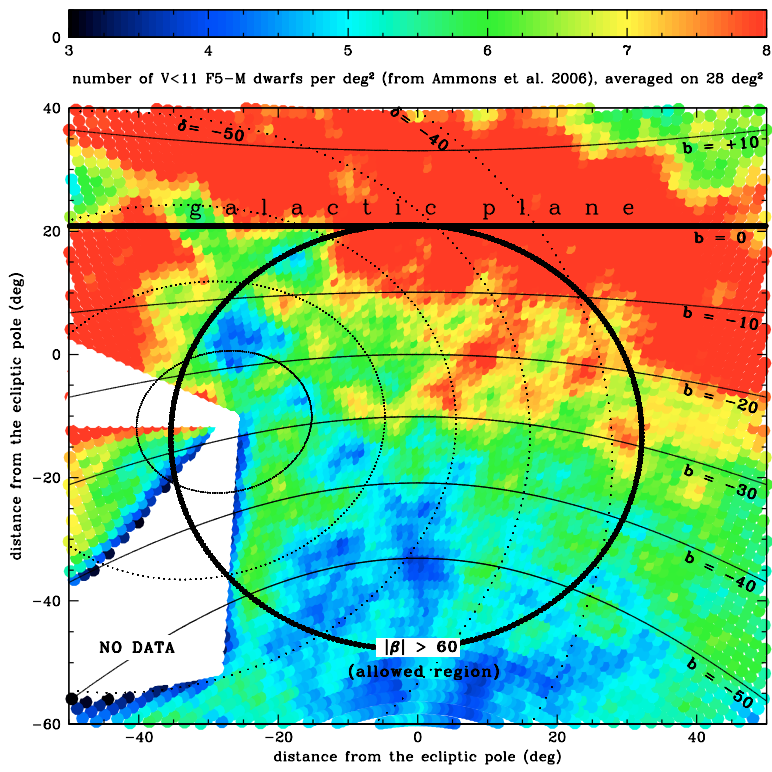 0
3 4 5 6 7 8
number of V<11 F5-M dwarfs per deg² (from Ammons et al. 2006), averaged on 28 deg²
40
δ= -50
δ= -40
b = +10
galactic plane
20
b = 0
b = -10
0
b = -20
-20
b = -30
b = -40
-40
NO DATA
|β| > 60
(allowed region)
b = -50
-60
-40 -20 0 20 40
distance from the ecliptic pole (deg)
distance from the ecliptic pole (deg)